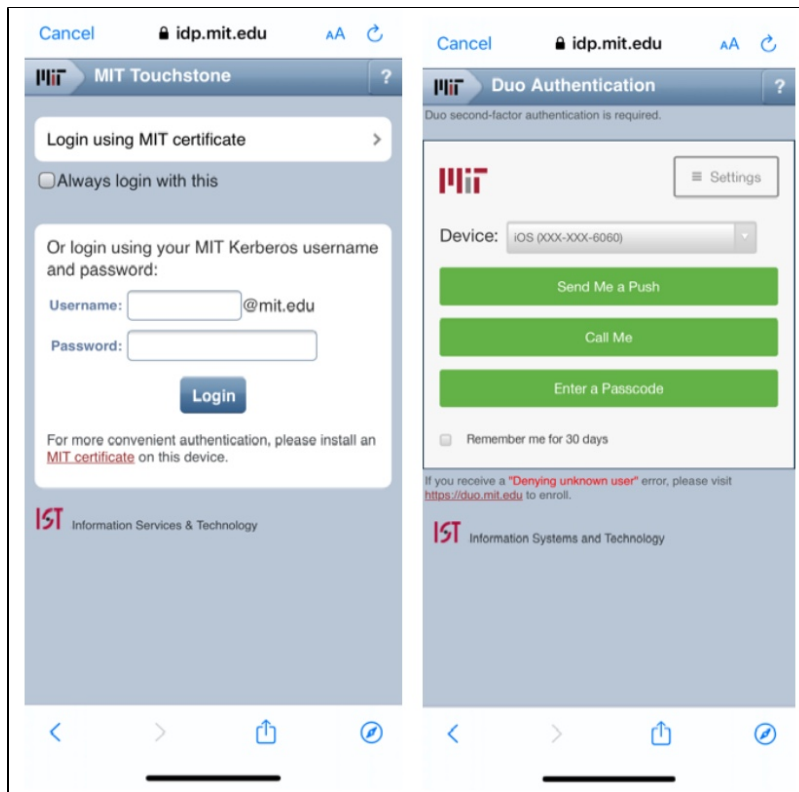 Cancel
idp.mit.edu
AA
MIT
MIT Touchstone
?
Login using MIT certificate
Always login with this
Or login using your MIT Kerberos username
and password:
Username:
@mit.edu
Password:
Login
For more convenient authentication, please install an
MIT certificate on this device.
IST Information Services & Technology
Cancel
idp.mit.edu
AA
MIT
Duo Authentication
?
Duo second-factor authentication is required.
MIT
Settings
Device: iOS (XXX-XXX-6060)
Send Me a Push
Call Me
Enter a Passcode
Remember me for 30 days
If you receive a "Denying unknown user" error, please visit
https://duo.mit.edu to enroll.
IST Information Systems and Technology